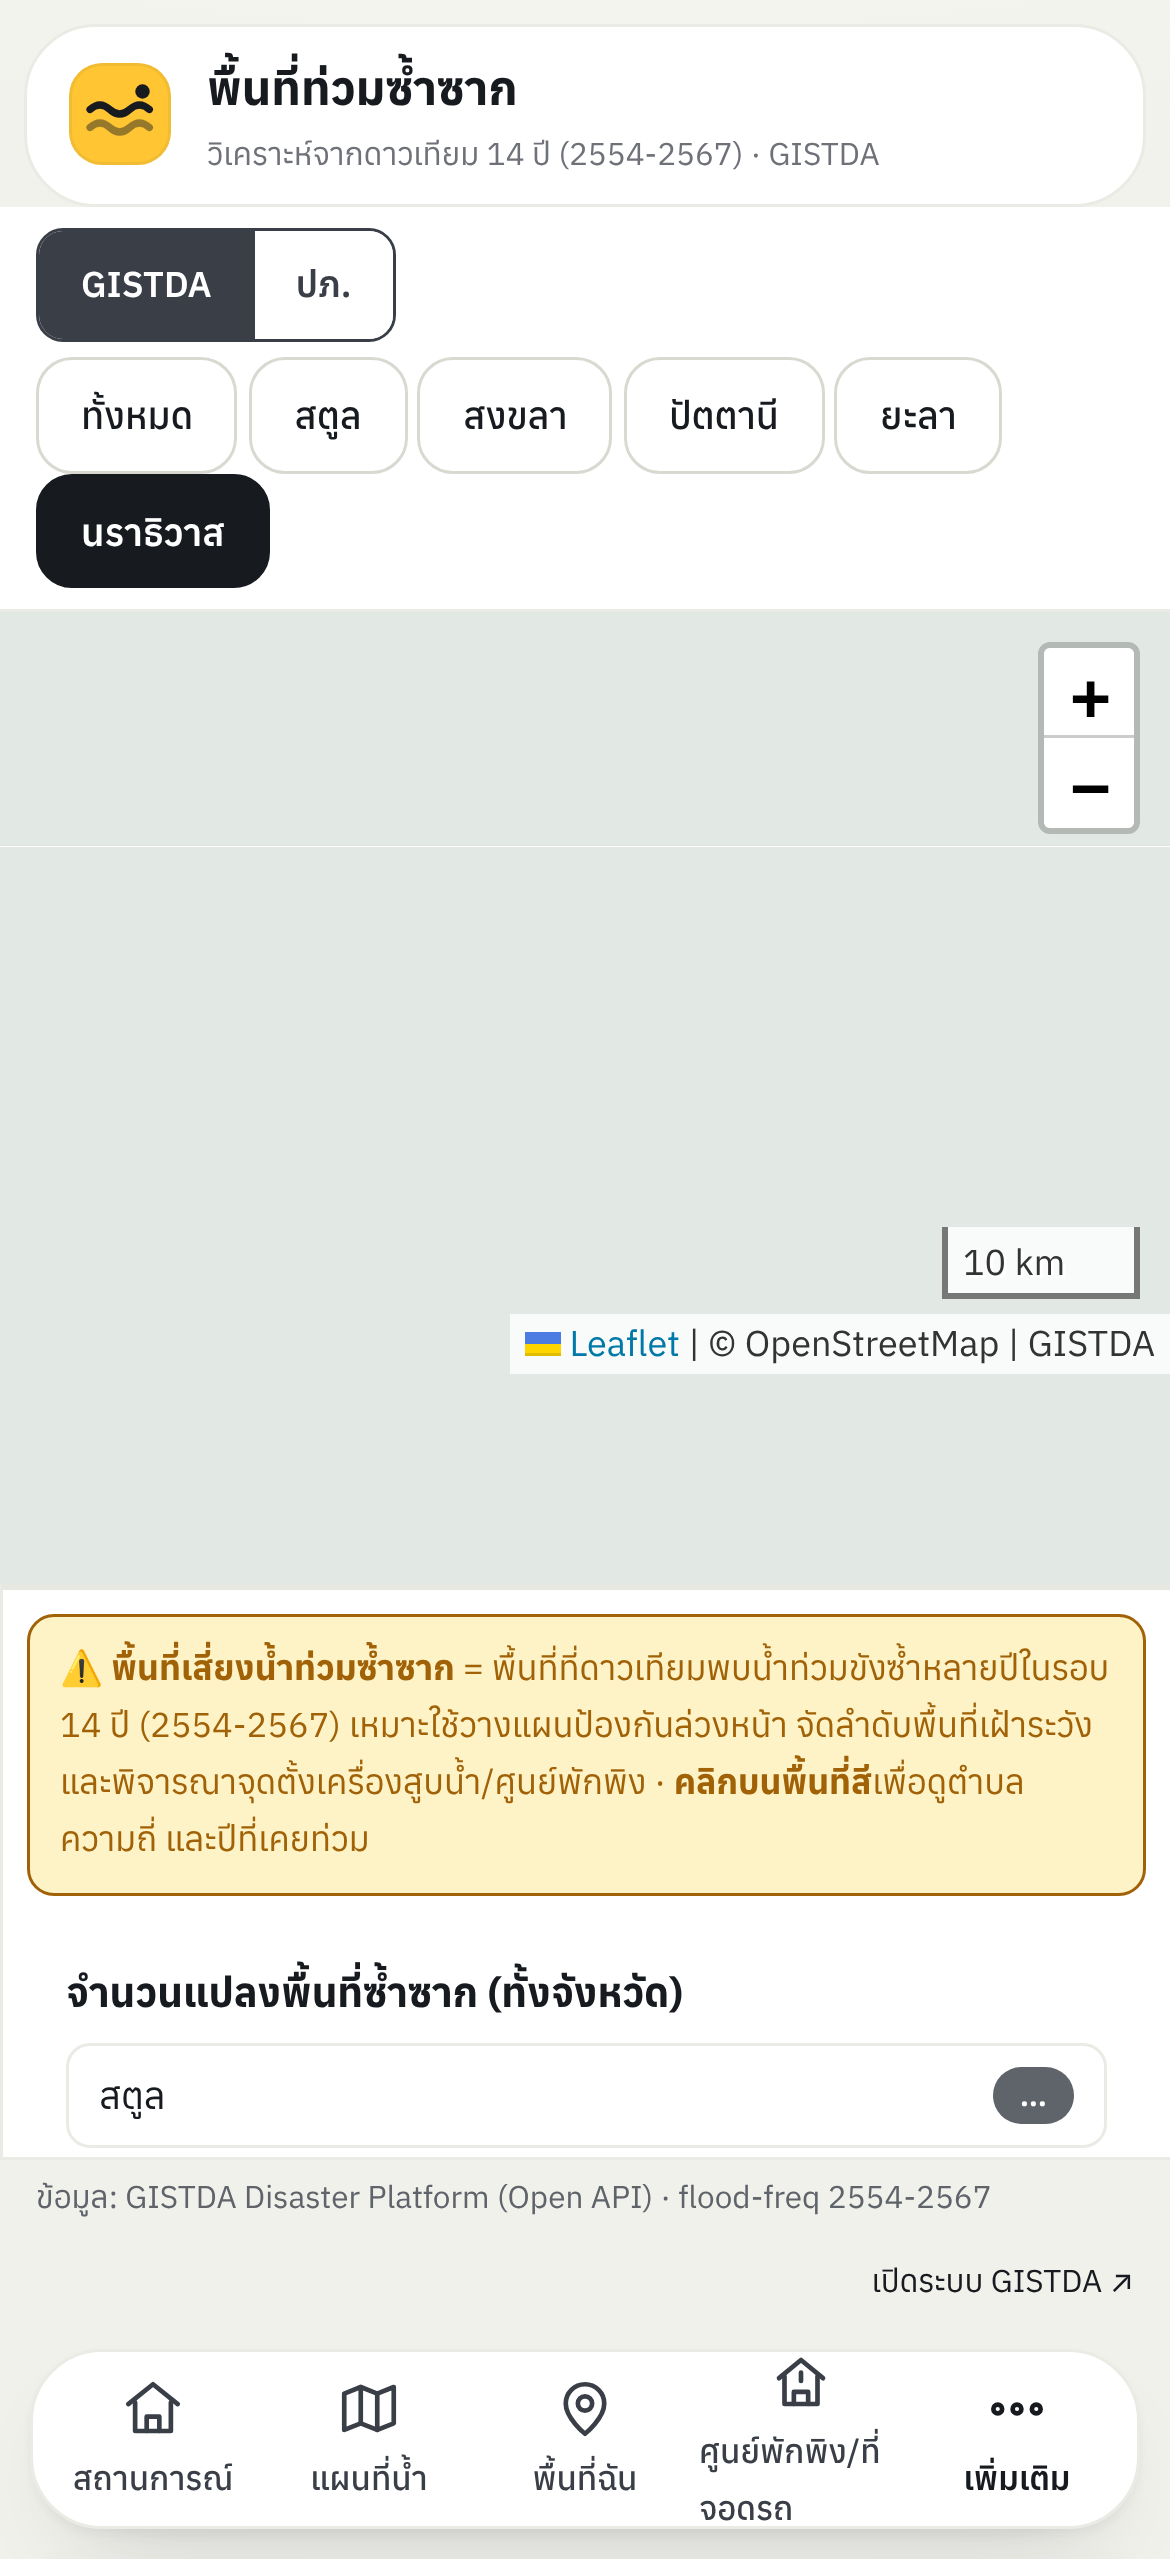 พื้นที่ท่วมซ้ำซาก
วิเคราะห์จากดาวเทียม 14 ปี (2554-2567) · GISTDA
GISTDA ปภ.
ทั้งหมด สตูล สงขลา ปัตตานี ยะลา
นราธิวาส
+
−
10 km
Leaflet | © OpenStreetMap | GISTDA
⚠️ พื้นที่เสี่ยงน้ำท่วมซ้ำซาก = พื้นที่ที่ดาวเทียมพบน้ำท่วมขังซ้ำหลายปีในรอบ
14 ปี (2554-2567) เหมาะใช้วางแผนป้องกันล่วงหน้า จัดลำดับพื้นที่เฝ้าระวัง
และพิจารณาจุดตั้งเครื่องสูบน้ำ/ศูนย์พักพิง · คลิกบนพื้นที่สีเพื่อดูตำบล
ความถี่ และปีที่เคยท่วม
จำนวนแปลงพื้นที่ซ้ำซาก (ทั้งจังหวัด)
สตูล ...
ข้อมูล: GISTDA Disaster Platform (Open API) · flood-freq 2554-2567
เปิดระบบ GISTDA ↗
สถานการณ์ แผนที่น้ำ พื้นที่ฉัน ศูนย์พักพิง/ที่ เพิ่มเติม
จอดรถ